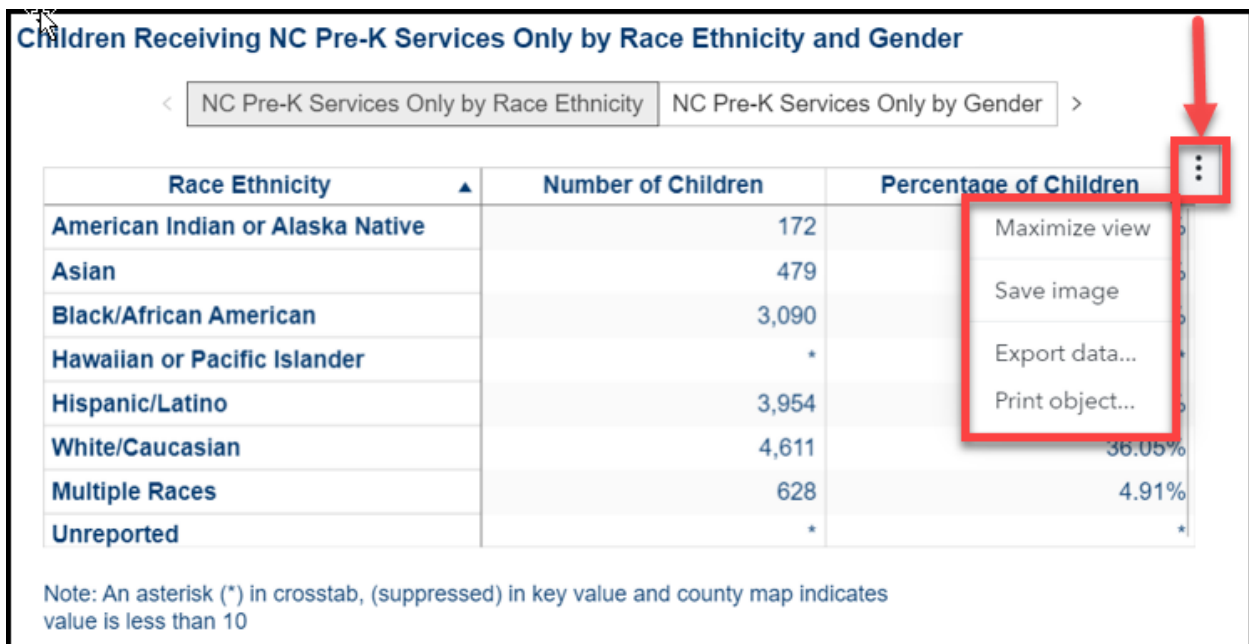 Children Receiving NC Pre-K Services Only by Race Ethnicity and Gender
< NC Pre-K Services Only by Race Ethnicity NC Pre-K Services Only by Gender >
Race Ethnicity ▲ Number of Children Percentage of Children
American Indian or Alaska Native 172 %
Maximize view
Asian 479 %
Save image
Black/African American 3,090 %
Hawaiian or Pacific Islander * *
Export data...
Hispanic/Latino 3,954 %
Print object...
White/Caucasian 4,611 36.05%
Multiple Races 628 4.91%
Unreported * *
Note: An asterisk (*) in crosstab, (suppressed) in key value and county map indicates
value is less than 10